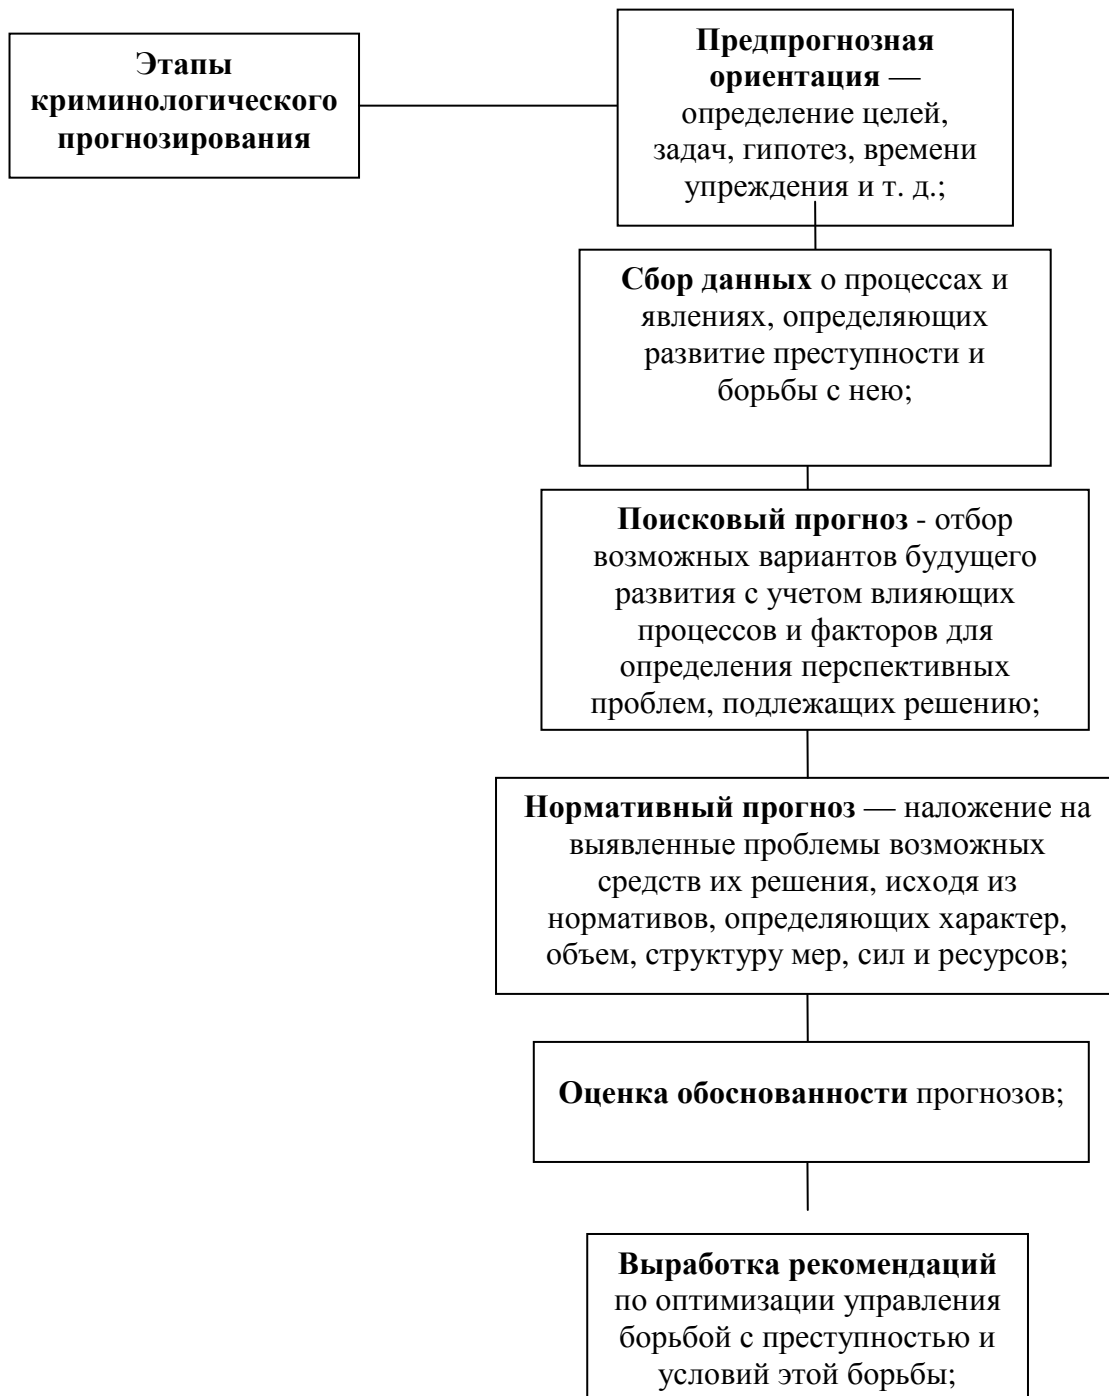 Этапы
криминологического
прогнозирования
Предпрогнозная
ориентация —
определение целей,
задач, гипотез, времени
упреждения и т. д.;
Сбор данных о процессах и
явлениях, определяющих
развитие преступности и
борьбы с нею;
Поисковый прогноз - отбор
возможных вариантов будущего
развития с учетом влияющих
процессов и факторов для
определения перспективных
проблем, подлежащих решению;
Нормативный прогноз — наложение на
выявленные проблемы возможных
средств их решения, исходя из
нормативов, определяющих характер,
объем, структуру мер, сил и ресурсов;
Оценка обоснованности прогнозов;
Выработка рекомендаций
по оптимизации управления
борьбой с преступностью и
условий этой борьбы;